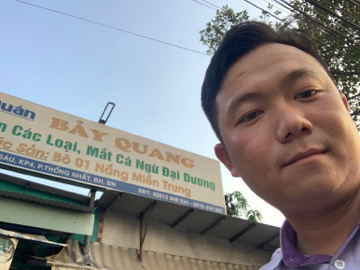 Quán
BẢY QUANG
Các Loại, Mắt Cá Ngừ Đại Dương
Sản: Bò 01 Nắng Miền Trung
KP4, P.THỐNG NHẤT, BH, ĐN